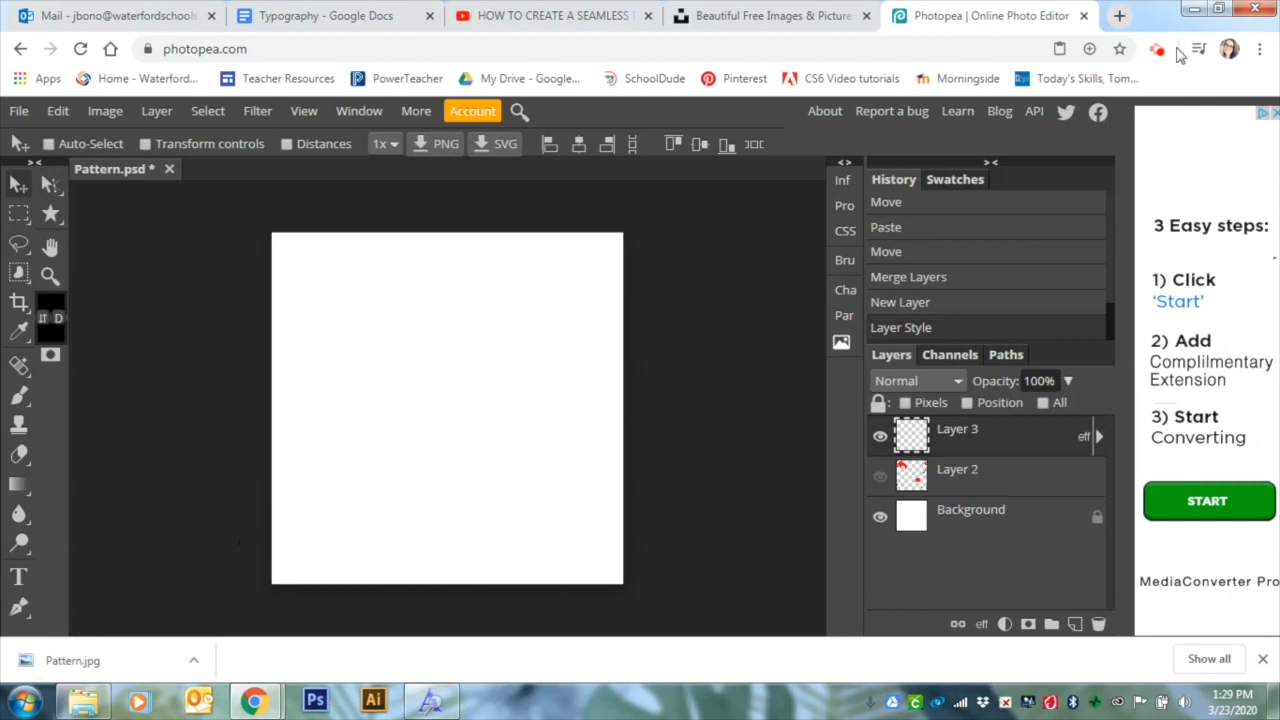 Mail - jbono@waterfordschools
Typography - Google Docs
HOW TO CREATE A SEAMLESS
Beautiful Free Images & Picture
Photopea | Online Photo Editor
photopea.com
Apps
Home - Waterford...
Teacher Resources
PowerTeacher
My Drive - Google...
SchoolDude
Pinterest
CS6 Video tutorials
Morningside
Today's Skills, Tom...
File Edit Image Layer Select Filter View Window More Account
About Report a bug Learn Blog API
Auto-Select Transform controls Distances 1x PNG SVG
Pattern.psd *
Inf
Pro
CSS
Bru
Cha
Par
History Swatches
Move
Paste
Move
Merge Layers
New Layer
Layer Style
Layers Channels Paths
Normal Opacity: 100%
: Pixels Position All
Layer 3 eff
Layer 2
Background
eff
T
D
3 Easy steps:
1) Click
‘Start’
2) Add
Complilmentary
Extension
3) Start
Converting
START
MediaConverter Pro
Pattern.jpg
Show all
Ps
Ai
1:29 PM
3/23/2020